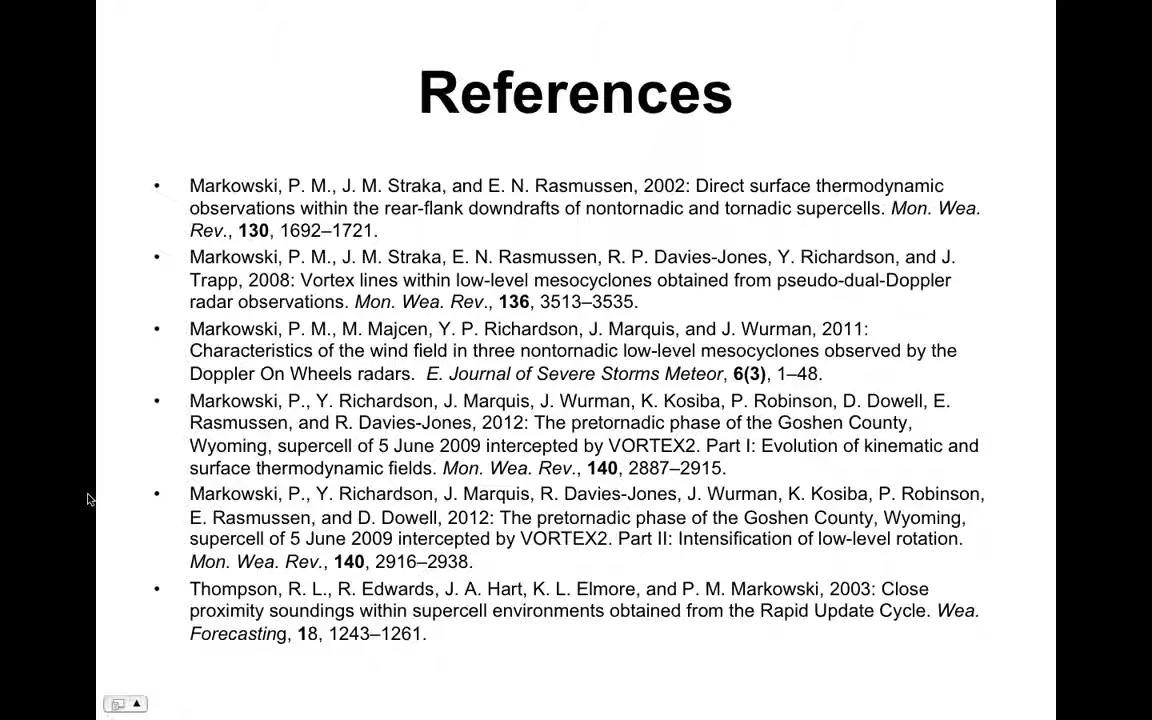 References
• Markowski, P. M., J. M. Straka, and E. N. Rasmussen, 2002: Direct surface thermodynamic
observations within the rear-flank downdrafts of nontornadic and tornadic supercells. Mon. Wea.
Rev., 130, 1692–1721.
• Markowski, P. M., J. M. Straka, E. N. Rasmussen, R. P. Davies-Jones, Y. Richardson, and J.
Trapp, 2008: Vortex lines within low-level mesocyclones obtained from pseudo-dual-Doppler
radar observations. Mon. Wea. Rev., 136, 3513–3535.
• Markowski, P. M., M. Majcen, Y. P. Richardson, J. Marquis, and J. Wurman, 2011:
Characteristics of the wind field in three nontornadic low-level mesocyclones observed by the
Doppler On Wheels radars.  E. Journal of Severe Storms Meteor, 6(3), 1–48.
• Markowski, P., Y. Richardson, J. Marquis, J. Wurman, K. Kosiba, P. Robinson, D. Dowell, E.
Rasmussen, and R. Davies-Jones, 2012: The pretornadic phase of the Goshen County,
Wyoming, supercell of 5 June 2009 intercepted by VORTEX2. Part I: Evolution of kinematic and
surface thermodynamic fields. Mon. Wea. Rev., 140, 2887–2915.
• Markowski, P., Y. Richardson, J. Marquis, R. Davies-Jones, J. Wurman, K. Kosiba, P. Robinson,
E. Rasmussen, and D. Dowell, 2012: The pretornadic phase of the Goshen County, Wyoming,
supercell of 5 June 2009 intercepted by VORTEX2. Part II: Intensification of low-level rotation.
Mon. Wea. Rev., 140, 2916–2938.
• Thompson, R. L., R. Edwards, J. A. Hart, K. L. Elmore, and P. M. Markowski, 2003: Close
proximity soundings within supercell environments obtained from the Rapid Update Cycle. Wea.
Forecasting, 18, 1243–1261.